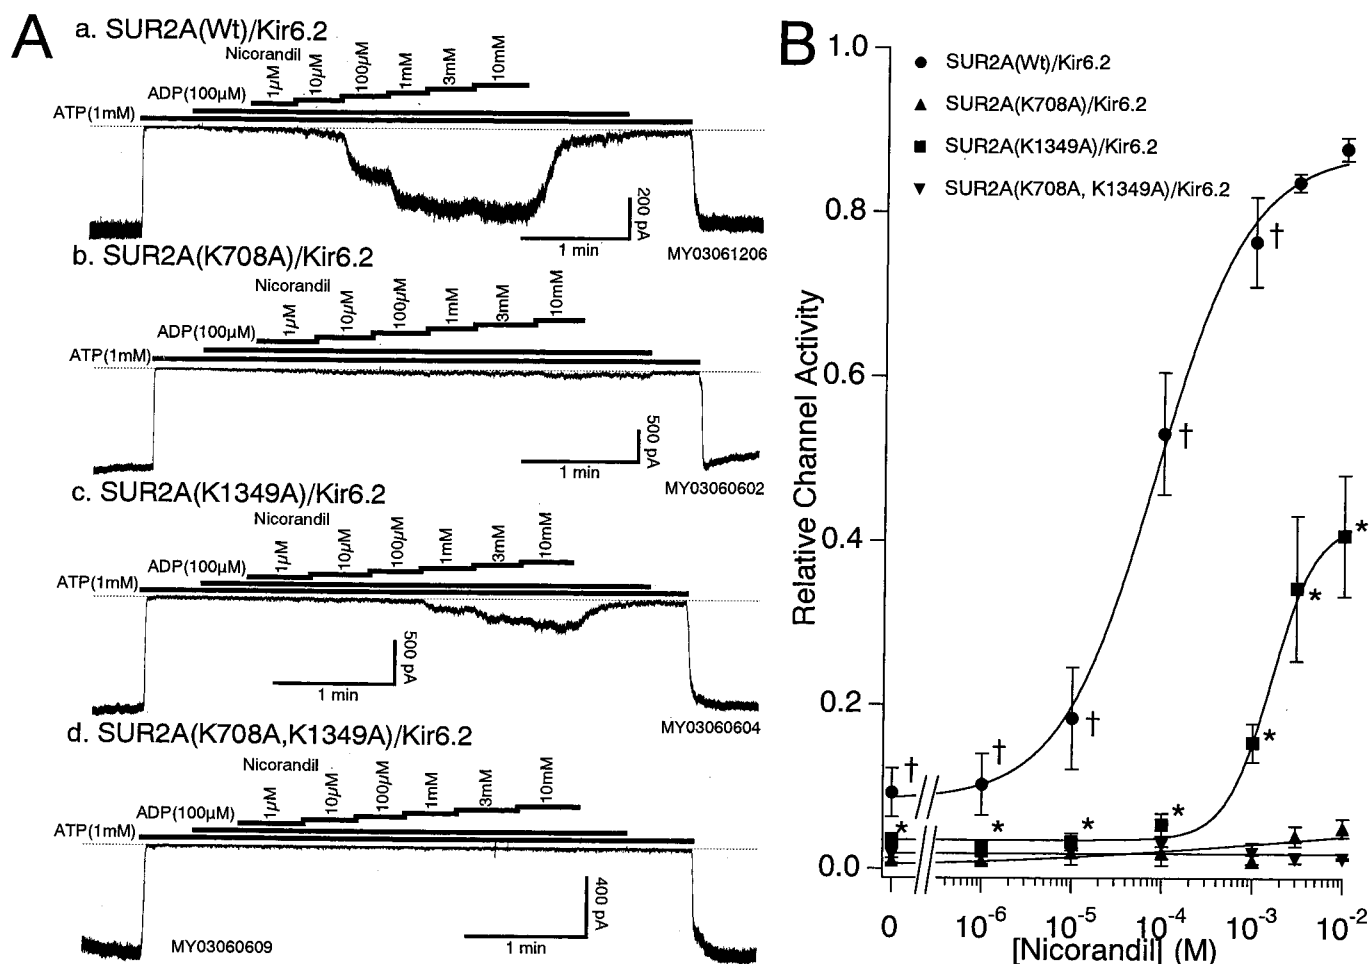 A
a. SUR2A(Wt)/Kir6.2
Nicorandil
1µM
10µM
100µM
1mM
3mM
10mM
ADP(100µM)
ATP(1mM)
200 pA
1 min
MY03061206
b. SUR2A(K708A)/Kir6.2
Nicorandil
1µM
10µM
100µM
1mM
3mM
10mM
ADP(100µM)
ATP(1mM)
500 pA
1 min
MY03060602
c. SUR2A(K1349A)/Kir6.2
Nicorandil
1µM
10µM
100µM
1mM
3mM
10mM
ADP(100µM)
ATP(1mM)
500 pA
1 min
MY03060604
d. SUR2A(K708A,K1349A)/Kir6.2
Nicorandil
1µM
10µM
100µM
1mM
3mM
10mM
ADP(100µM)
ATP(1mM)
400 pA
1 min
MY03060609
B
1.0
0.8
0.6
0.4
0.2
0.0
Relative Channel Activity
SUR2A(Wt)/Kir6.2
SUR2A(K708A)/Kir6.2
SUR2A(K1349A)/Kir6.2
SUR2A(K708A, K1349A)/Kir6.2
†
†
†
†
†
*
*
*
*
*
*
*
0 10-6 10-5 10-4 10-3 10-2
[Nicorandil] (M)